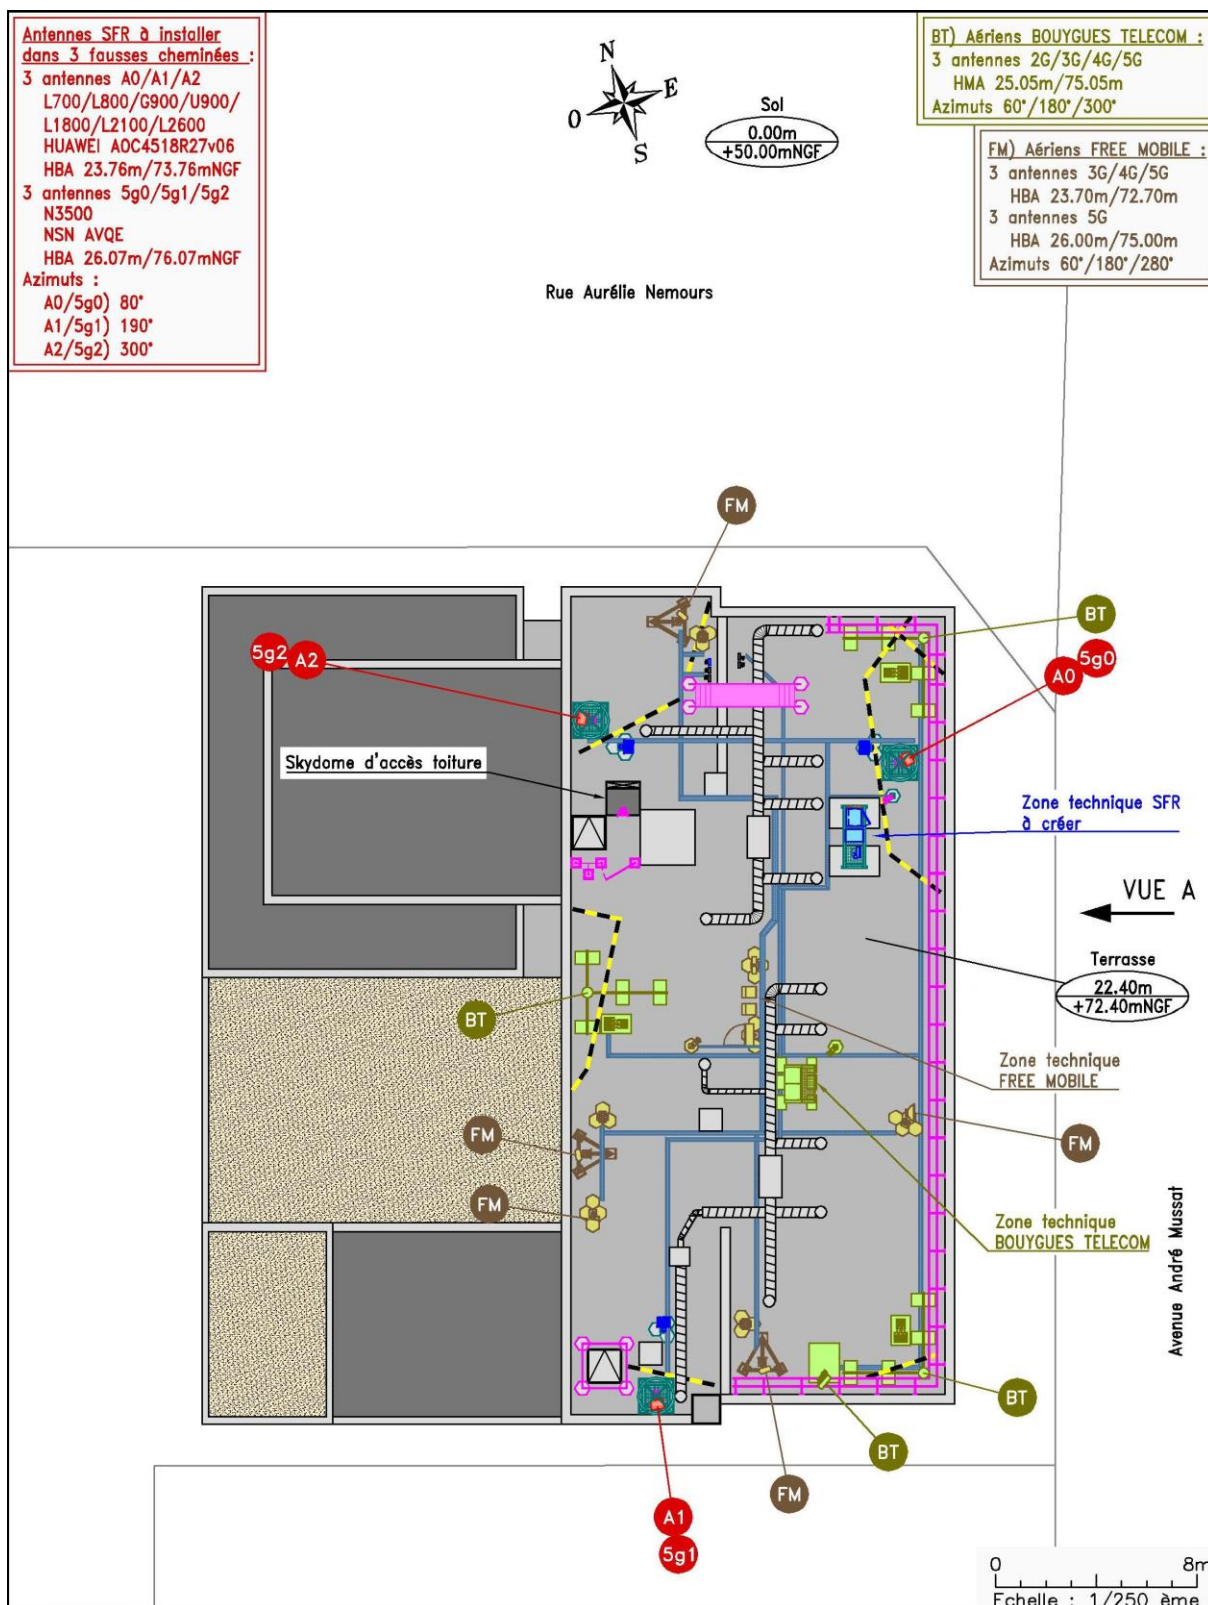 Antennes SFR à installer
dans 3 fausses cheminées :
3 antennes A0/A1/A2
L700/L800/G900/U900/
L1800/L2100/L2600
HUAWEI AOC4518R27v06
HBA 23.76m/73.76mNGF
3 antennes 5g0/5g1/5g2
N3500
NSN AVQE
HBA 26.07m/76.07mNGF
Azimuts :
A0/5g0) 80°
A1/5g1) 190°
A2/5g2) 300°
N
E
O
S
Sol
0.00m
+50.00mNGF
BT) Aériens BOUYGUES TELECOM :
3 antennes 2G/3G/4G/5G
HMA 25.05m/75.05m
Azimuts 60°/180°/300°
FM) Aériens FREE MOBILE :
3 antennes 3G/4G/5G
HBA 23.70m/72.70m
3 antennes 5G
HBA 26.00m/75.00m
Azimuts 60°/180°/280°
Rue Aurélie Nemours
FM
BT
5g2
A2
5g0
A0
Skydome d'accès toiture
Zone technique SFR
à créer
VUE A
Terrasse
22.40m
+72.40mNGF
BT
Zone technique
FREE MOBILE
FM
FM
FM
Zone technique
BOUYGUES TELECOM
Avenue André Mussat
BT
BT
FM
A1
5g1
0
8m
Echelle : 1/250 ème